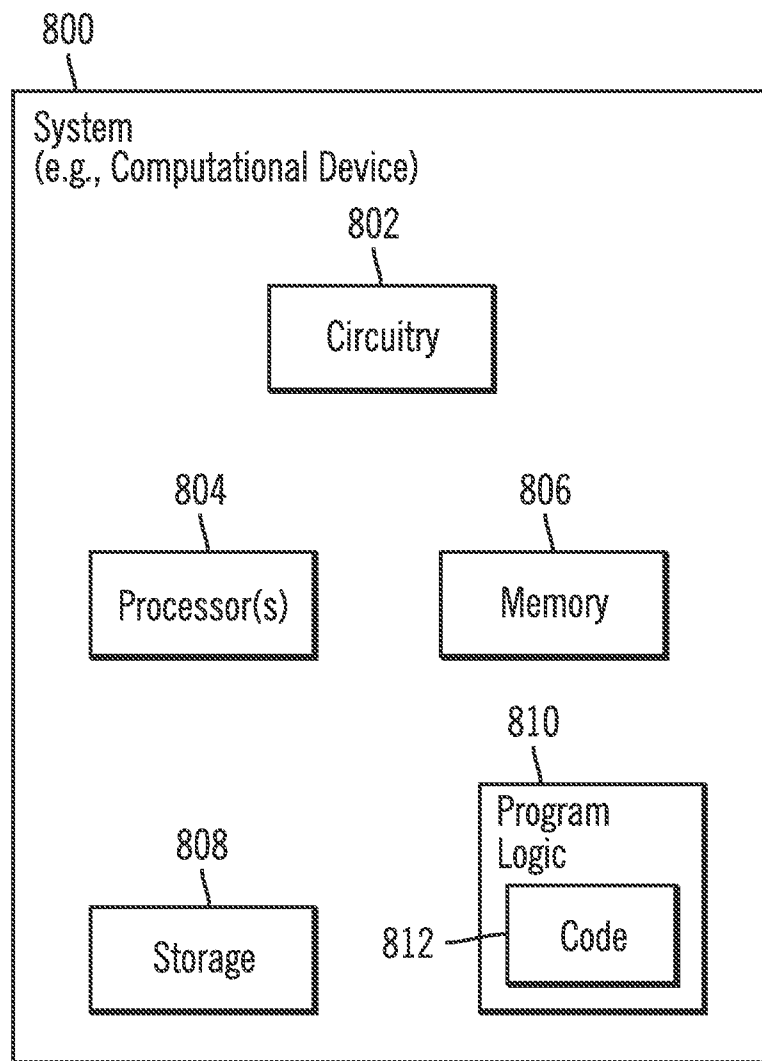 800
System
(e.g., Computational Device)
802
Circuitry
804
806
Processor(s)
Memory
810
Program
Logic
808
812
Code
Storage